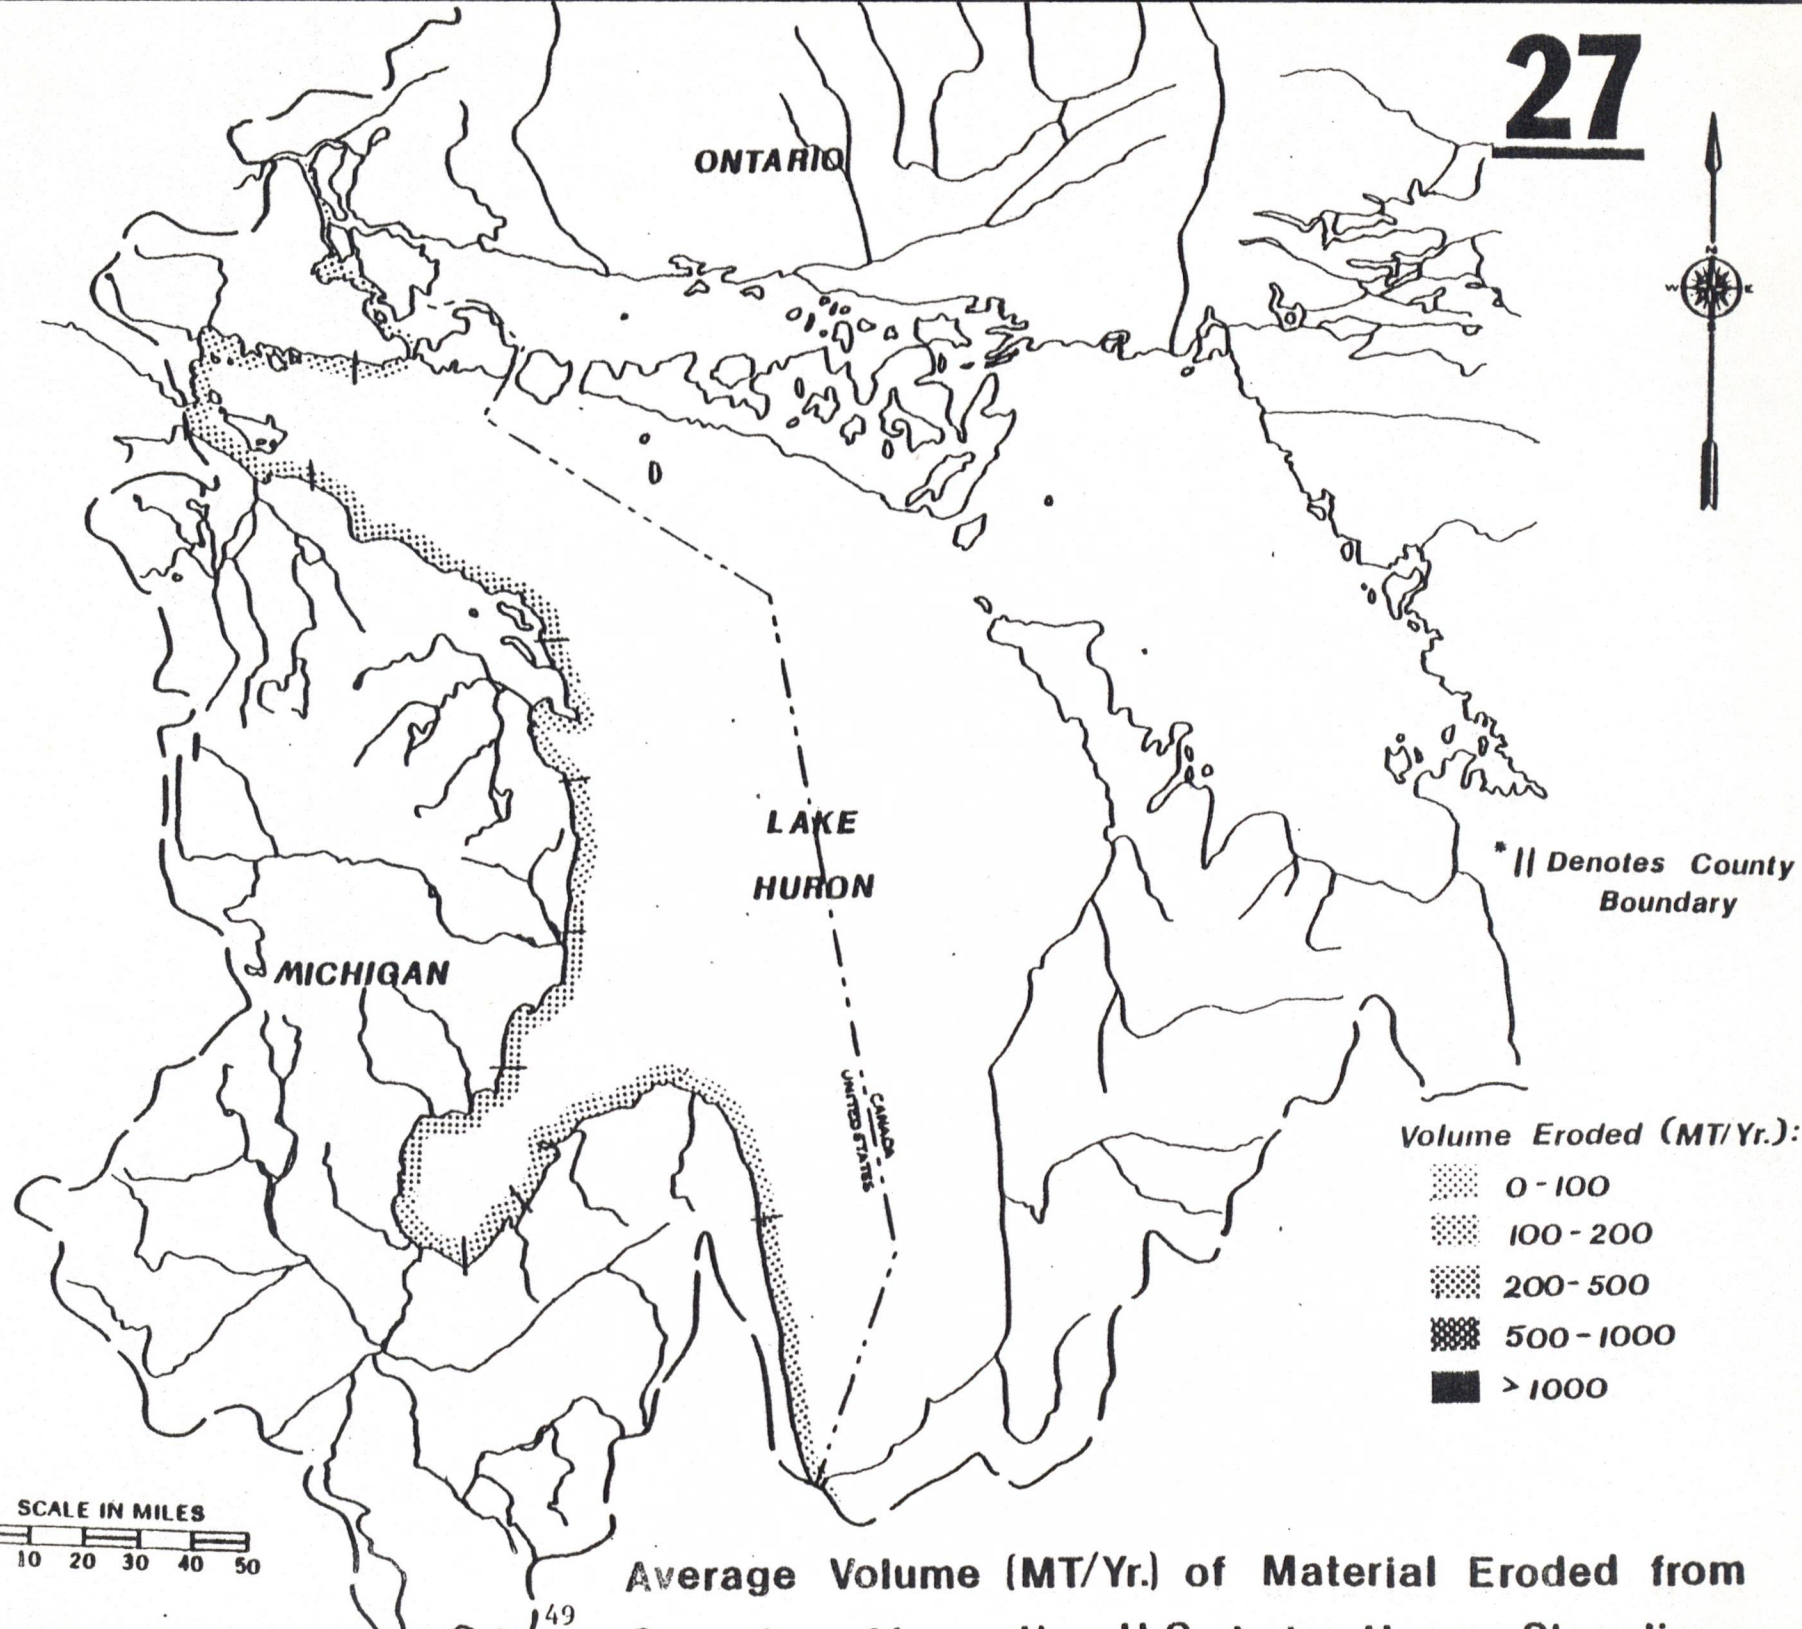 27
ONTARIO
N
W E
S
LAKE
HURON
* || Denotes County
Boundary
MICHIGAN
CANADA
UNITED STATES
Volume Eroded (MT/Yr.):
0-100
100-200
200-500
500-1000
>1000
SCALE IN MILES
10 20 30 40 50
Average Volume (MT/Yr.) of Material Eroded from
49